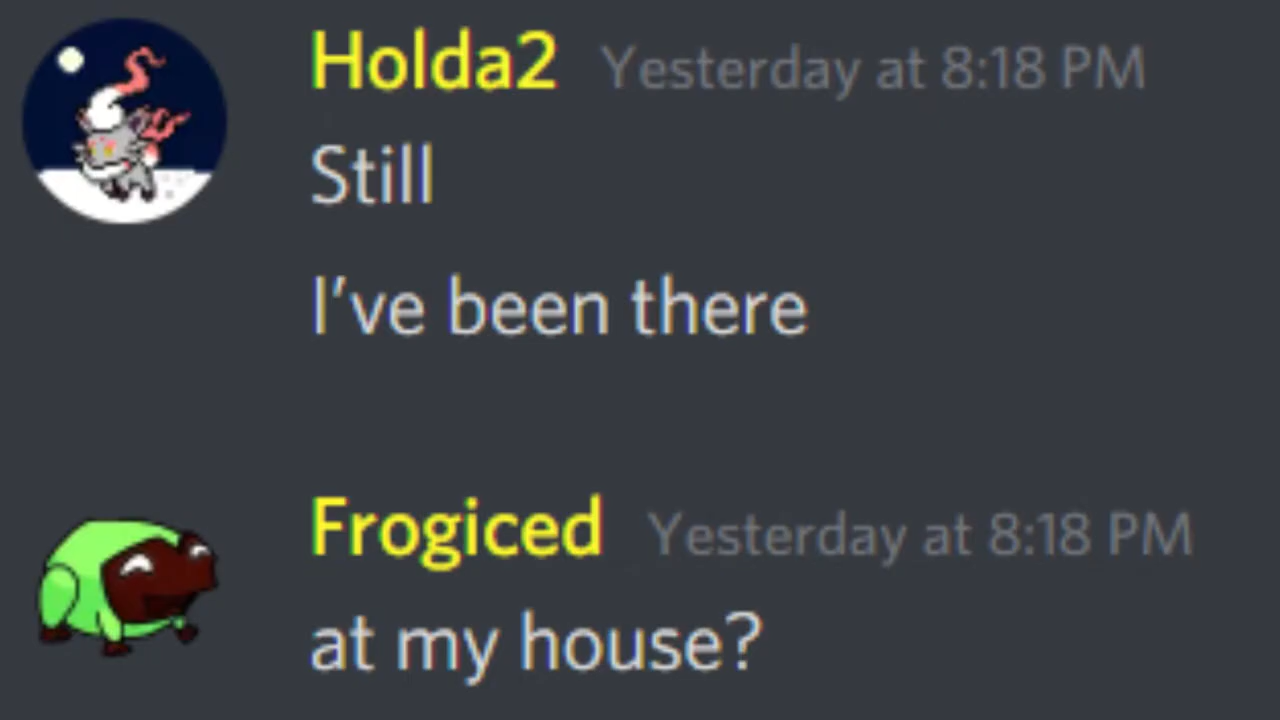 Holda2 Yesterday at 8:18 PM
Still
I've been there
Frogiced Yesterday at 8:18 PM
at my house?